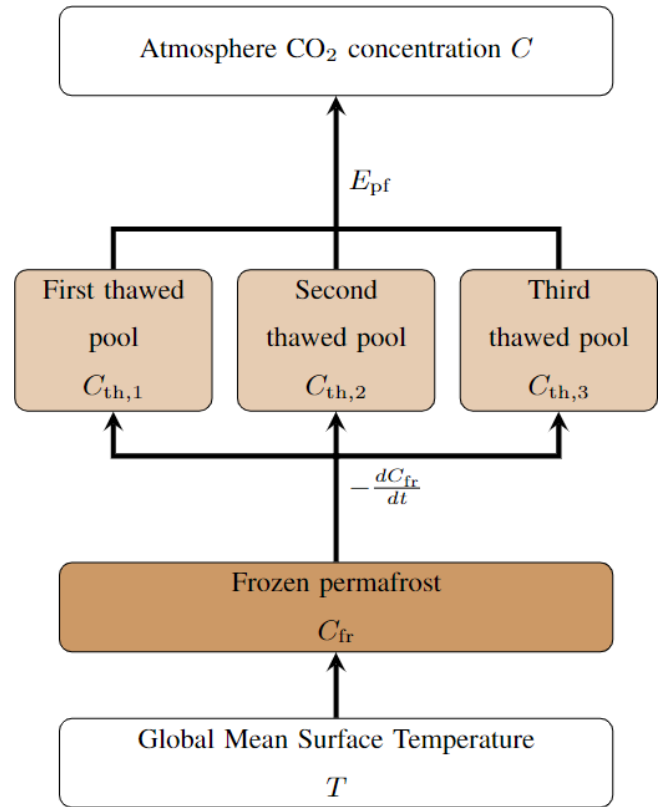 Atmosphere CO₂ concentration C
E_pf
First thawed
pool
C_th,1
Second
thawed pool
C_th,2
Third
thawed pool
C_th,3
−dC_fr/dt
Frozen permafrost
C_fr
Global Mean Surface Temperature
T